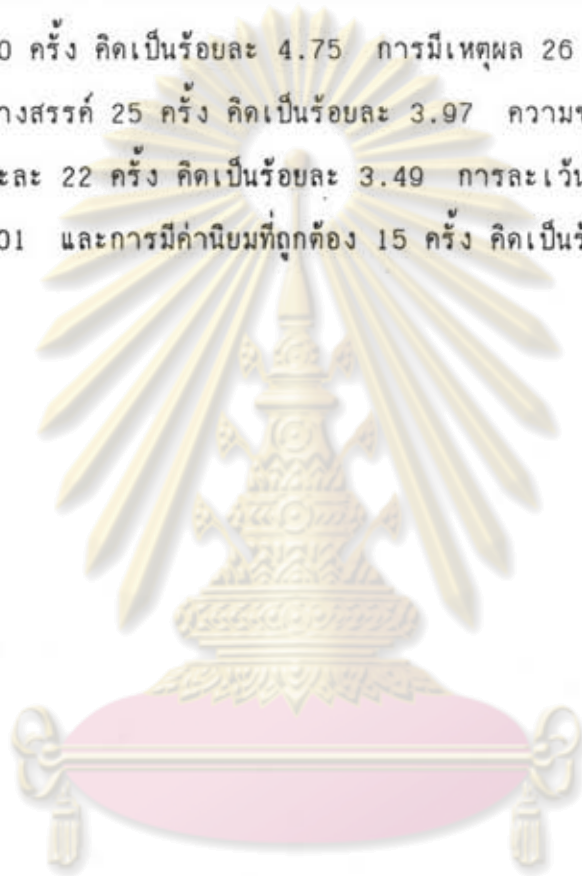 0 ครั้ง คิดเป็นร้อยละ 4.75 การมีเหตุผล 26
างสรรค์ 25 ครั้ง คิดเป็นร้อยละ 3.97
ะละ 22 ครั้ง คิดเป็นร้อยละ 3.49 การละเว้น
01 และการมีค่านิยมที่ถูกต้อง 15 ครั้ง คิดเป็น